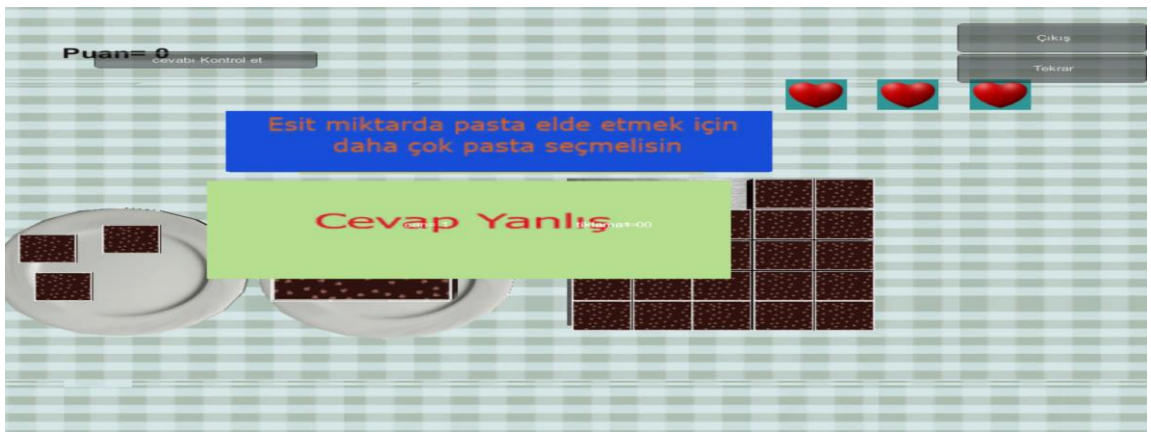 Puan= 0
cevabı Kontrol et
Çıkış
Tekrar
Esit miktarda pasta elde etmek için
daha çok pasta seçmelisin
Cevap Yanlış